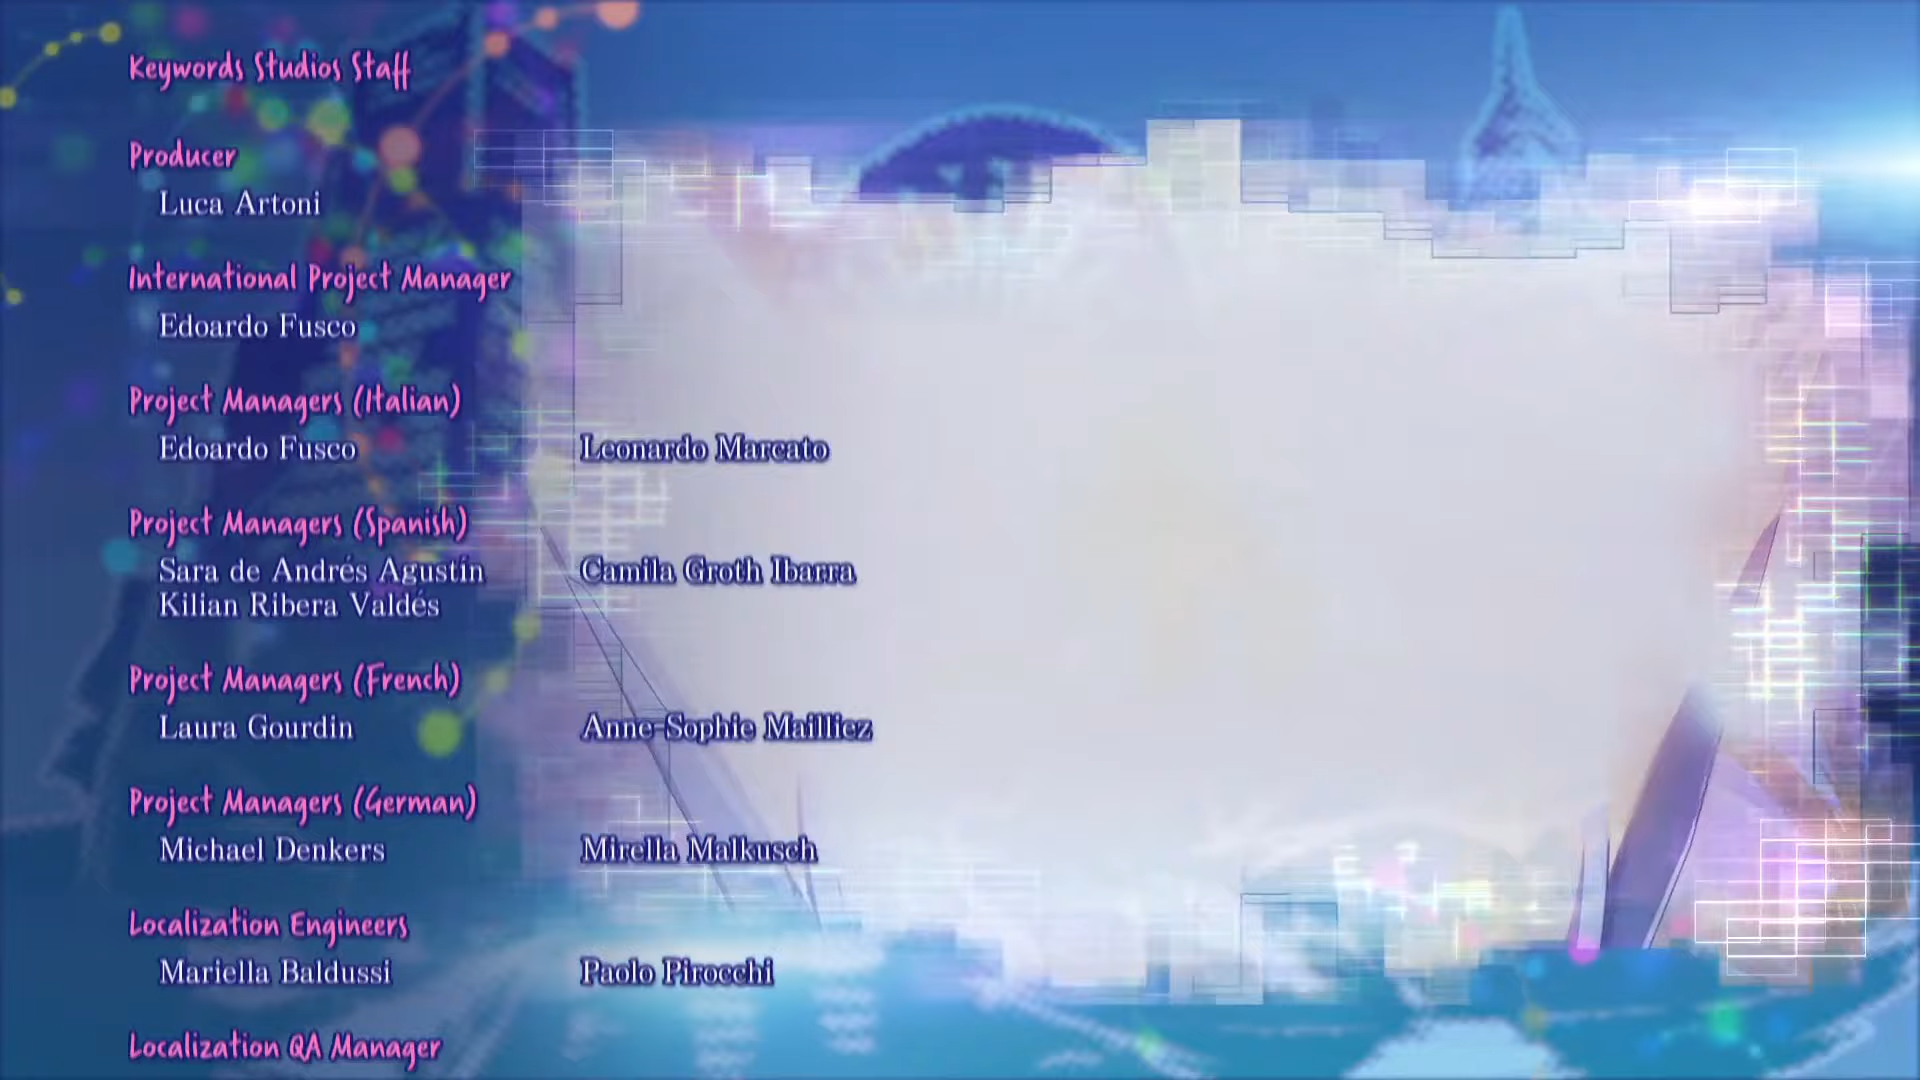 Keywords Studios Staff
Producer
Luca Artoni
International Project Manager
Edoardo Fusco
Project Managers (Italian)
Edoardo Fusco Leonardo Marcato
Project Managers (Spanish)
Sara de Andrés Agustín Camila Groth Ibarra
Kilian Ribera Valdés
Project Managers (French)
Laura Gourdin Anne-Sophie Mailliez
Project Managers (German)
Michael Denkers Mirella Malkusch
Localization Engineers
Mariella Baldussi Paolo Pirocchi
Localization QA Manager